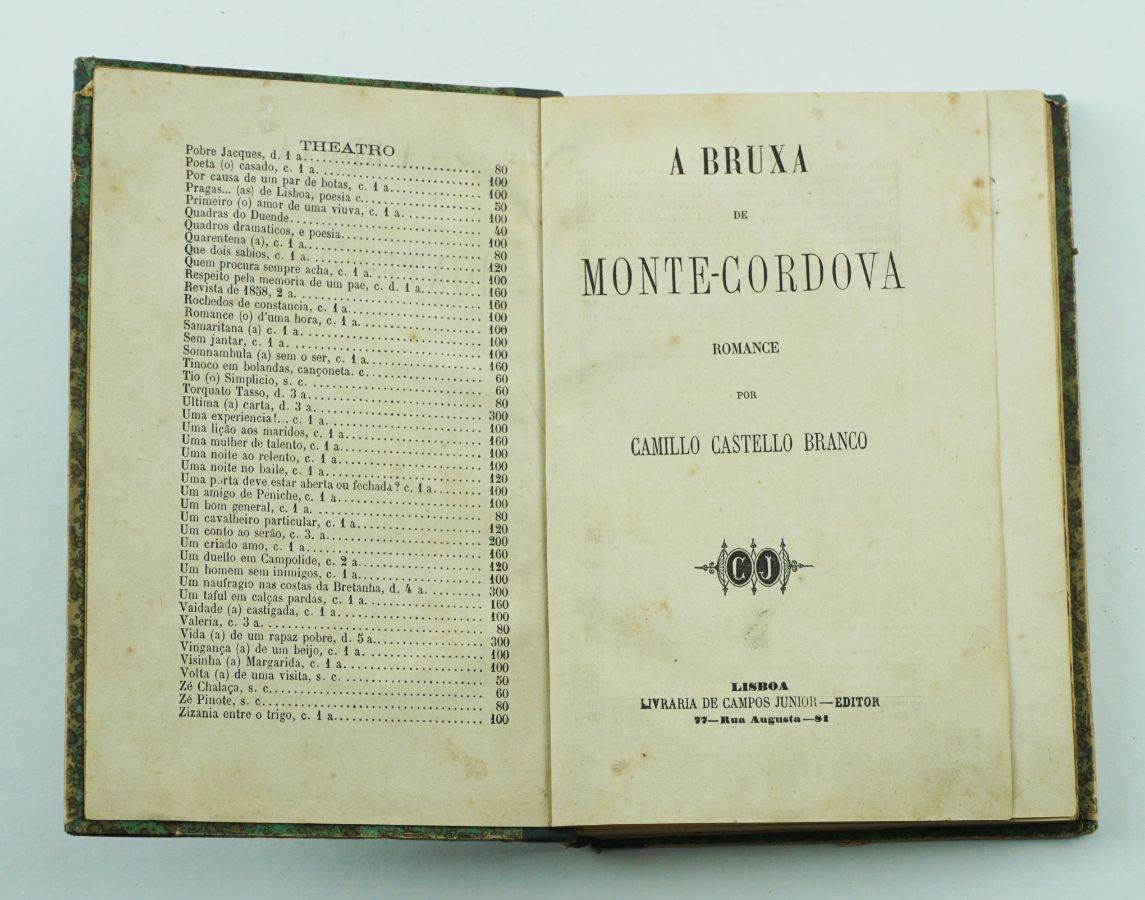 THEATRO
Pobre Jacques, d. 1 a. 80
Poeta (o) casado, c. 1 a. 100
Por causa de um par de botas, c. 1 a. 100
Pragas... (as) de Lisboa, poesia c. 50
Primeiro (o) amor de uma viuva, c. 1 a. 100
Quadras do Duende 40
Quadros dramaticos, e poesia 100
Quarentena (a), c. 1 a. 80
Que dois sabios, c. 1 a. 120
Quem procura sempre acha, c. 1 a. 100
Respeito pela memoria de um pae, c. d. 1 a. 160
Revista de 1858, 2 a. 160
Rochedos de constancia, c. 1 a. 100
Romance (o) d'uma hora, c. 1 a. 100
Samaritana (a) c. 1 a. 100
Sem jantar, c. 1 a. 100
Somnambula (a) sem o ser, c. 1 a. 160
Tinoco em bolandas, cançoneta. c. 60
Tio (o) Simplicio, s. c. 60
Torquato Tasso, d. 3 a. 80
Ultima (a) carta, d. 3 a. 300
Uma experiencia!... c. 1 a. 100
Uma lição aos maridos, c. 1 a. 160
Uma mulher de talento, c. 1 a. 100
Uma noite ao relento, c. 1 a. 100
Uma noite no baile, c. 1 a. 120
Uma porta deve estar aberta ou fechada? c. 1 a. 100
Um amigo de Peniche, c. 1 a. 100
Um bom general, c. 1 a. 80
Um cavalheiro particular, c. 1 a. 120
Um conto ao serão, c. 3. a. 200
Um criado amo, c. 1 a. 160
Um duello em Campolide, c. 2 a. 120
Um homem sem inimigos, c. 1 a. 100
Um naufragio nas costas da Bretanha, d. 4 a. 300
Um taful em calças pardas, c. 1 a. 160
Vaidade (a) castigada, c. 1 a. 100
Valeria, c. 3 a. 80
Vida (a) de um rapaz pobre, d. 5 a. 300
Vingança (a) de um beijo, c. 1 a. 100
Visinha (a) Margarida, c. 1 a. 100
Volta (a) de uma visita, s. c. 50
Zé Chalaça, s. c. 60
Zé Pinote, s. c. 80
Zizania entre o trigo, c. 1 a. 100
A BRUXA
DE
MONTE-CORDOVA
ROMANCE
POR
CAMILLO CASTELLO BRANCO
CJ
LISBOA
LIVRARIA DE CAMPOS JUNIOR—EDITOR
77—Rua Augusta—81